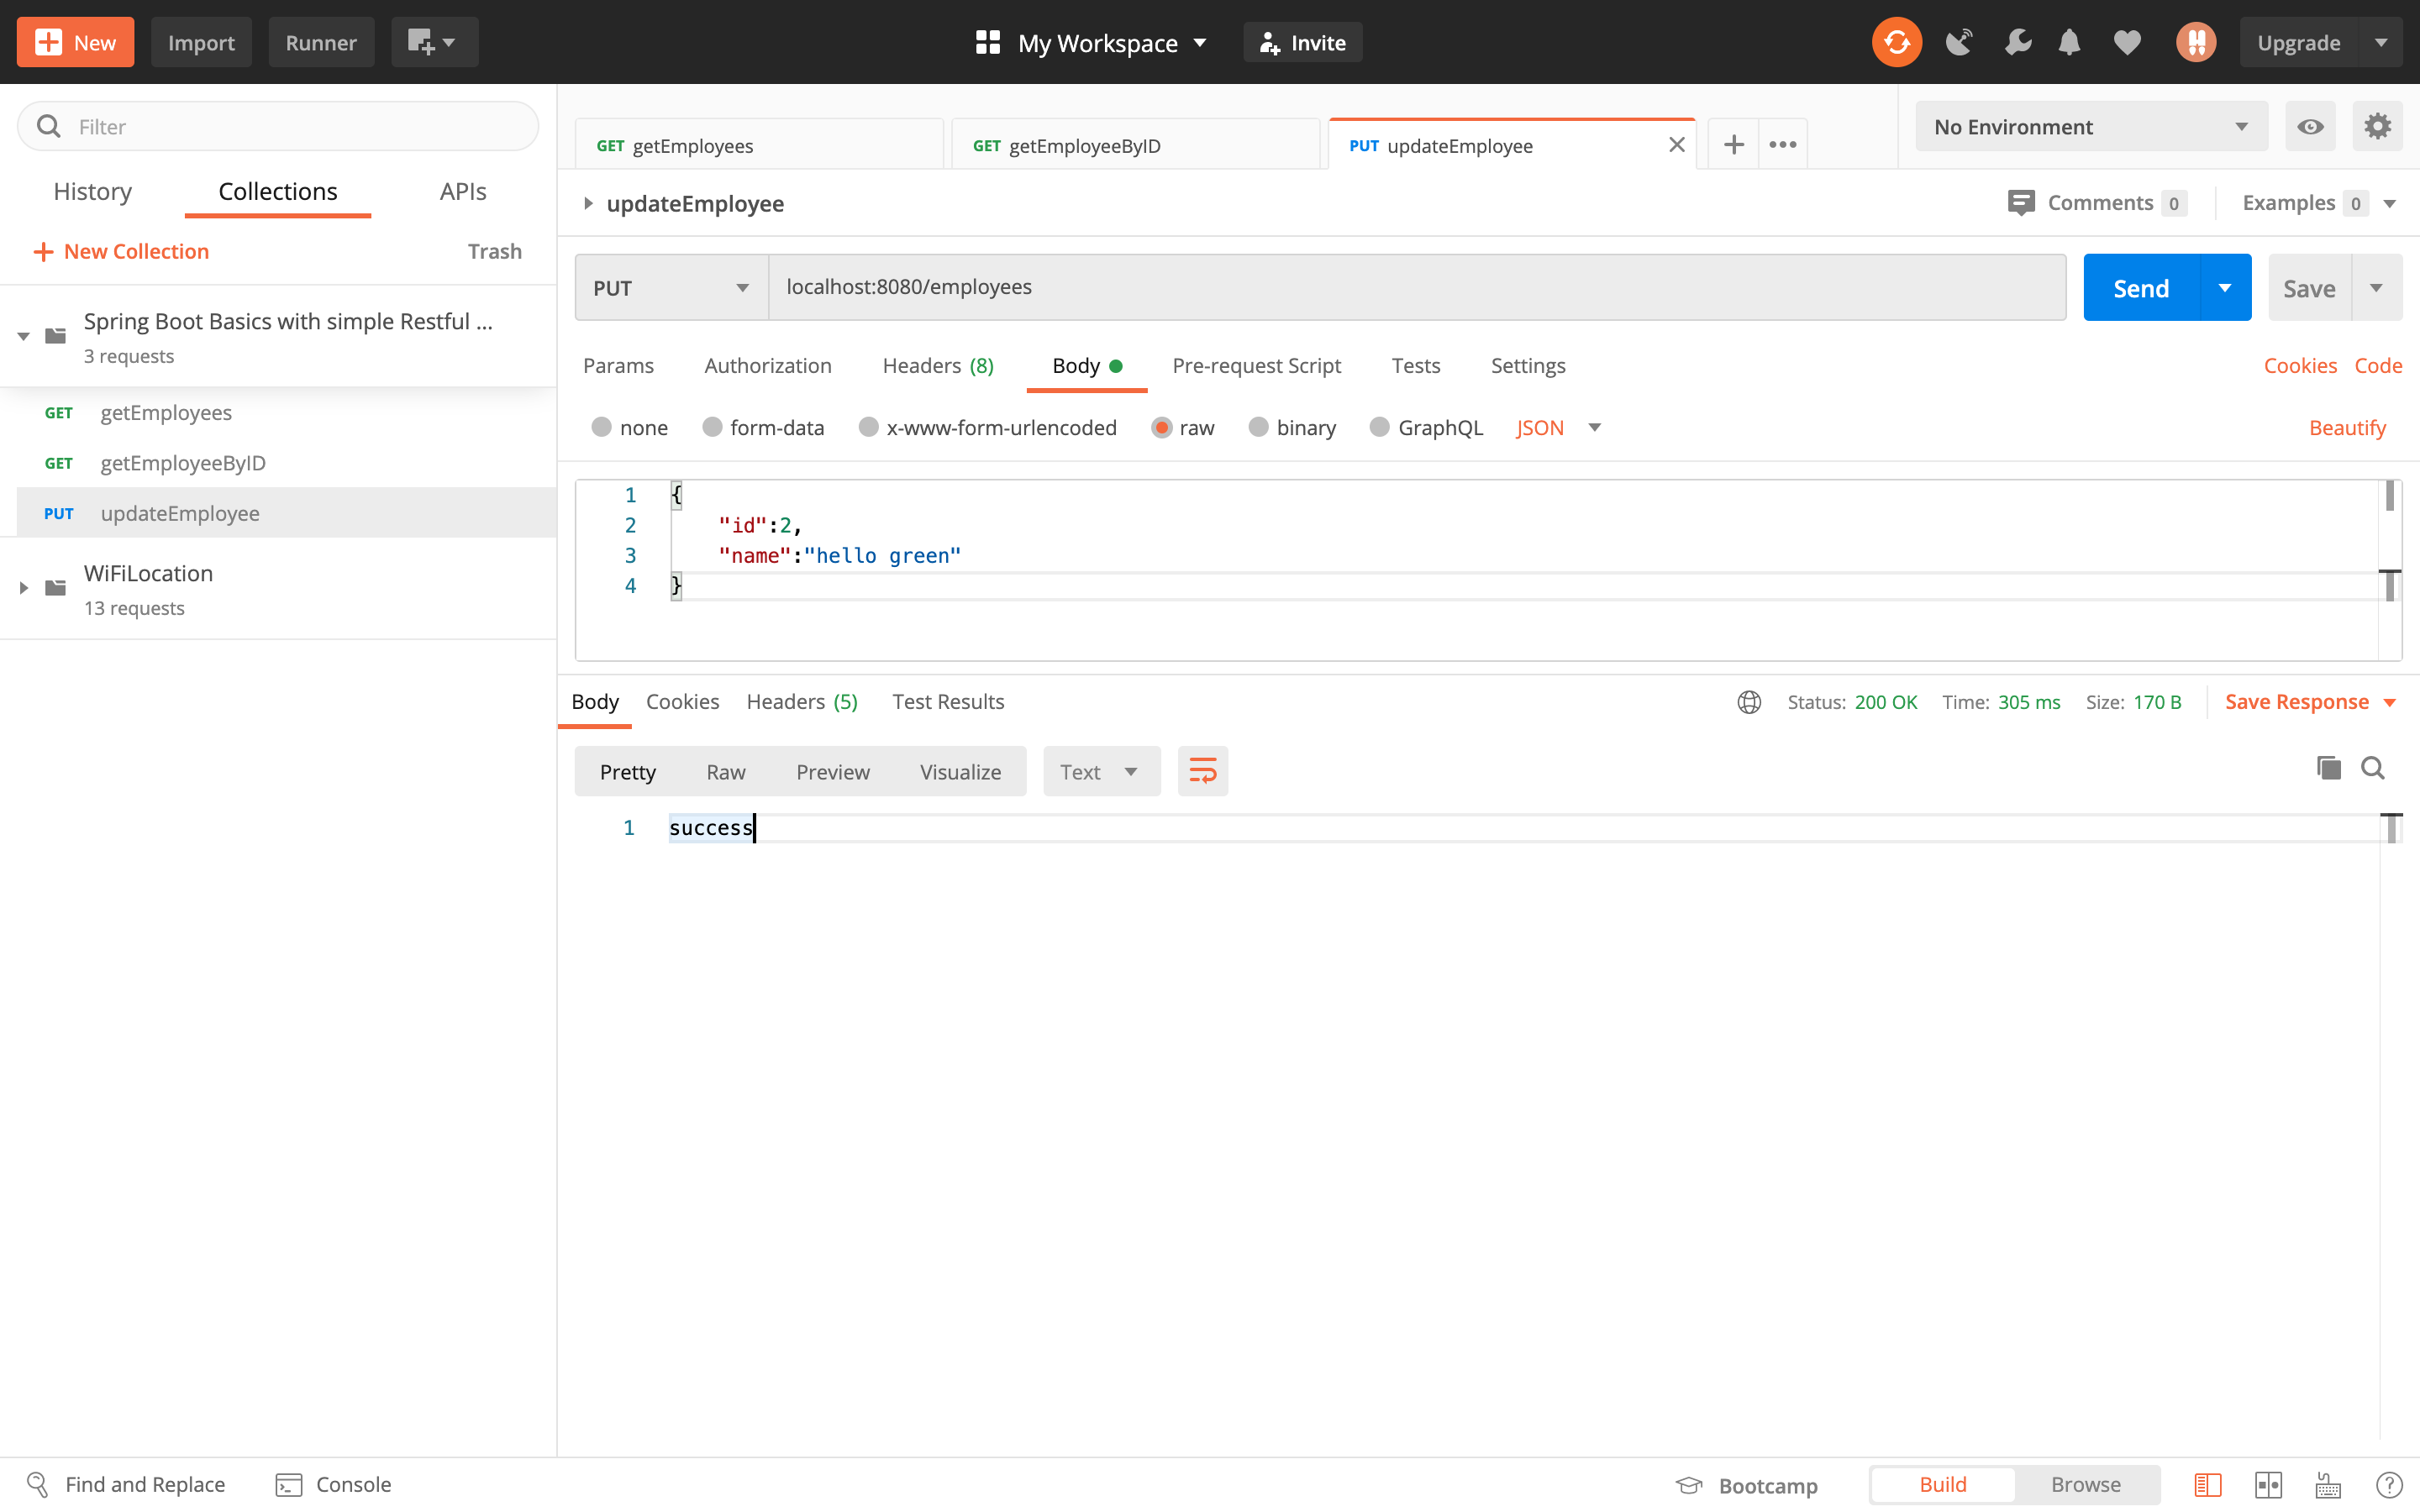 New Import Runner My Workspace Invite Upgrade
Filter
History Collections APIs
New Collection Trash
Spring Boot Basics with simple Restful ...
3 requests
GET getEmployees
GET getEmployeeByID
PUT updateEmployee
WiFiLocation
13 requests
GET getEmployees GET getEmployeeByID PUT updateEmployee No Environment
updateEmployee Comments 0 Examples 0
PUT localhost:8080/employees Send Save
Params Authorization Headers (8) Body Pre-request Script Tests Settings Cookies Code
none form-data x-www-form-urlencoded raw binary GraphQL JSON Beautify
1 {
2 "id":2,
3 "name":"hello green"
4 }
Body Cookies Headers (5) Test Results Status: 200 OK Time: 305 ms Size: 170 B Save Response
Pretty Raw Preview Visualize Text
1 success
Find and Replace Console Bootcamp Build Browse